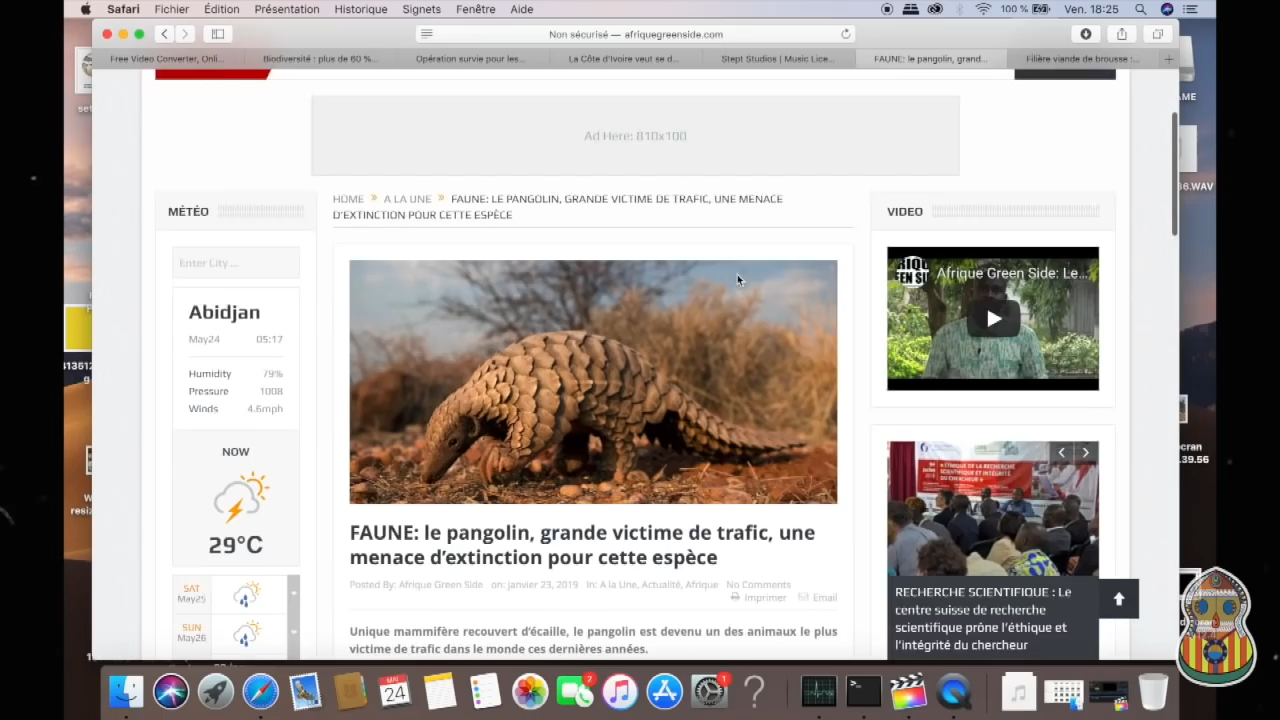 Safari Fichier Édition Présentation Historique Signets Fenêtre Aide
100 % Ven. 18:25
Non sécurisé — afriquegreenside.com
Free Video Converter, Onli...
Biodiversité : plus de 60 %...
Opération survie pour les...
La Côte d'Ivoire veut se d...
Stept Studios | Music Lice...
FAUNE: le pangolin, grand...
Filière viande de brousse :...
Ad Here: 810x100
MÉTÉO
Enter City ...
Abidjan
May24 05:17
Humidity 79%
Pressure 1008
Winds 4.6mph
NOW
29°C
SAT
May25
SUN
May26
HOME » A LA UNE » FAUNE: LE PANGOLIN, GRANDE VICTIME DE TRAFIC, UNE MENACE
D'EXTINCTION POUR CETTE ESPÈCE
FAUNE: le pangolin, grande victime de trafic, une
menace d'extinction pour cette espèce
Posted By: Afrique Green Side on: janvier 23, 2019 In: A la Une, Actualité, Afrique No Comments
Imprimer Email
Unique mammifère recouvert d'écaille, le pangolin est devenu un des animaux le plus
victime de trafic dans le monde ces dernières années.
VIDEO
Afrique Green Side: Le...
RECHERCHE SCIENTIFIQUE : Le
centre suisse de recherche
scientifique prône l'éthique et
l'intégrité du chercheur
MAI
24
7
1